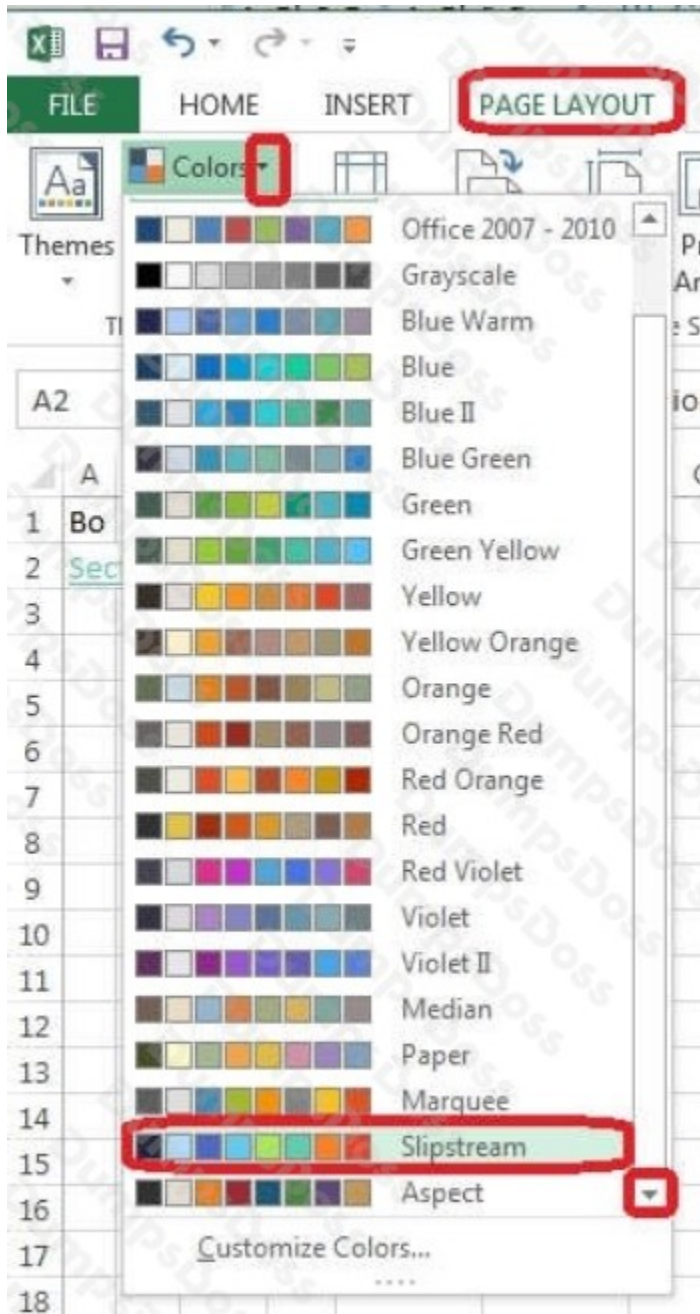 FILE HOME INSERT PAGE LAYOUT
Colors
Aa
Themes
Office 2007 - 2010
Grayscale
Blue Warm
Blue
A2
Blue II
Blue Green
A
Green
1 Bo
Green Yellow
2 Sec
Yellow
3
Yellow Orange
4
Orange
5
Orange Red
6
Red Orange
7
Red
8
Red Violet
9
Violet
10
Violet II
11
Median
12
Paper
13
Marquee
14
Slipstream
15
Aspect
16
Customize Colors...
17
18
DumpsDoss